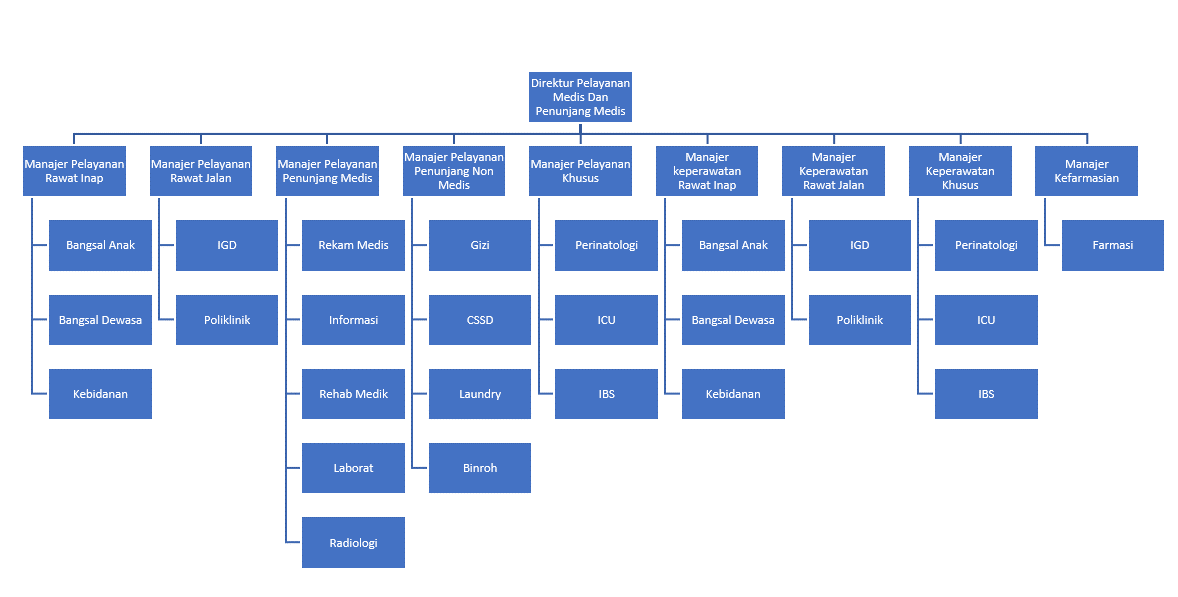 Direktur Pelayanan
Medis Dan
Penunjang Medis
Manajer Pelayanan
Rawat Inap
Manajer Pelayanan
Rawat Jalan
Manajer Pelayanan
Penunjang Medis
Manajer Pelayanan
Penunjang Non
Medis
Manajer Pelayanan
Khusus
Manajer
keperawatan
Rawat Inap
Manajer
Keperawatan
Rawat Jalan
Manajer
Keperawatan
Khusus
Manajer
Kefarmasian
Bangsal Anak
IGD
Rekam Medis
Gizi
Perinatologi
Bangsal Anak
IGD
Perinatologi
Farmasi
Bangsal Dewasa
Poliklinik
Informasi
CSSD
ICU
Bangsal Dewasa
Poliklinik
ICU
Kebidanan
Rehab Medik
Laundry
IBS
Kebidanan
IBS
Laborat
Binroh
Radiologi